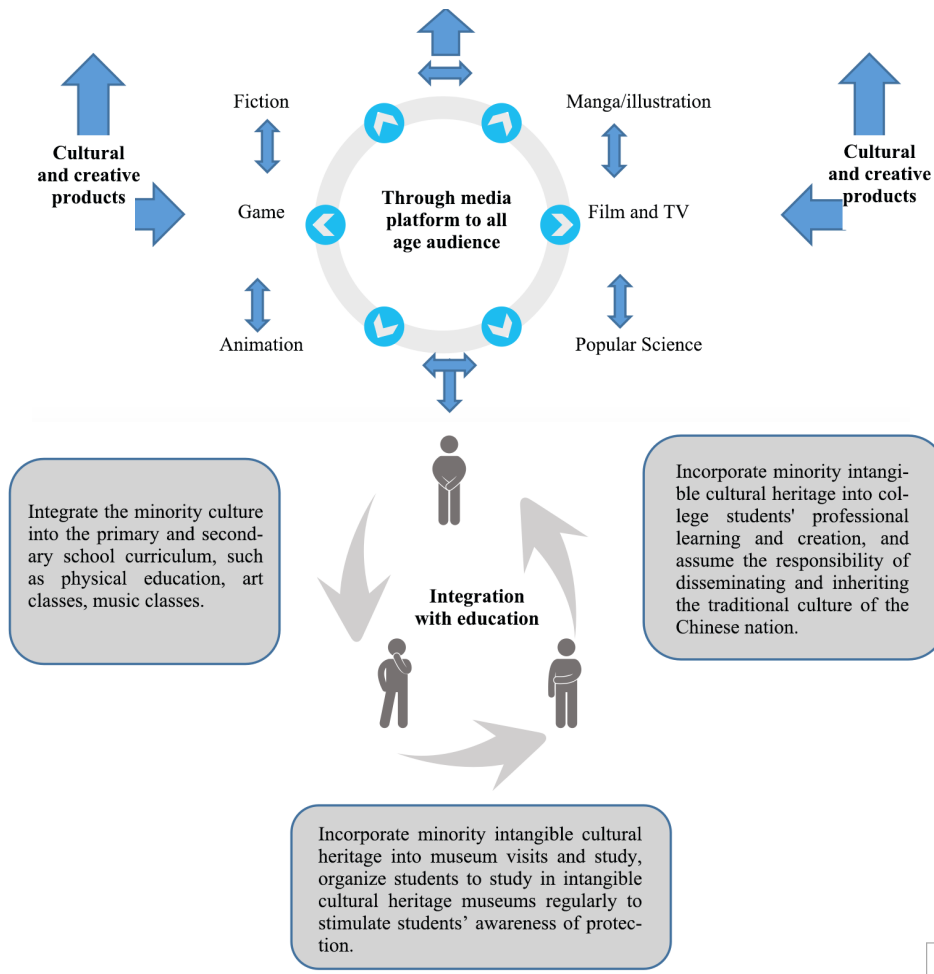 Fiction
Manga/illustration
Cultural
and creative
products
Cultural
and creative
products
Through media
platform to all
age audience
Game
Film and TV
Animation
Popular Science
Integrate the minority culture
into the primary and second-
ary school curriculum, such
as physical education, art
classes, music classes.
Incorporate minority intangi-
ble cultural heritage into col-
lege students' professional
learning and creation, and
assume the responsibility of
disseminating and inheriting
the traditional culture of the
Chinese nation.
Integration
with education
Incorporate minority intangible cultural
heritage into museum visits and study,
organize students to study in intangible
cultural heritage museums regularly to
stimulate students’ awareness of protec-
tion.